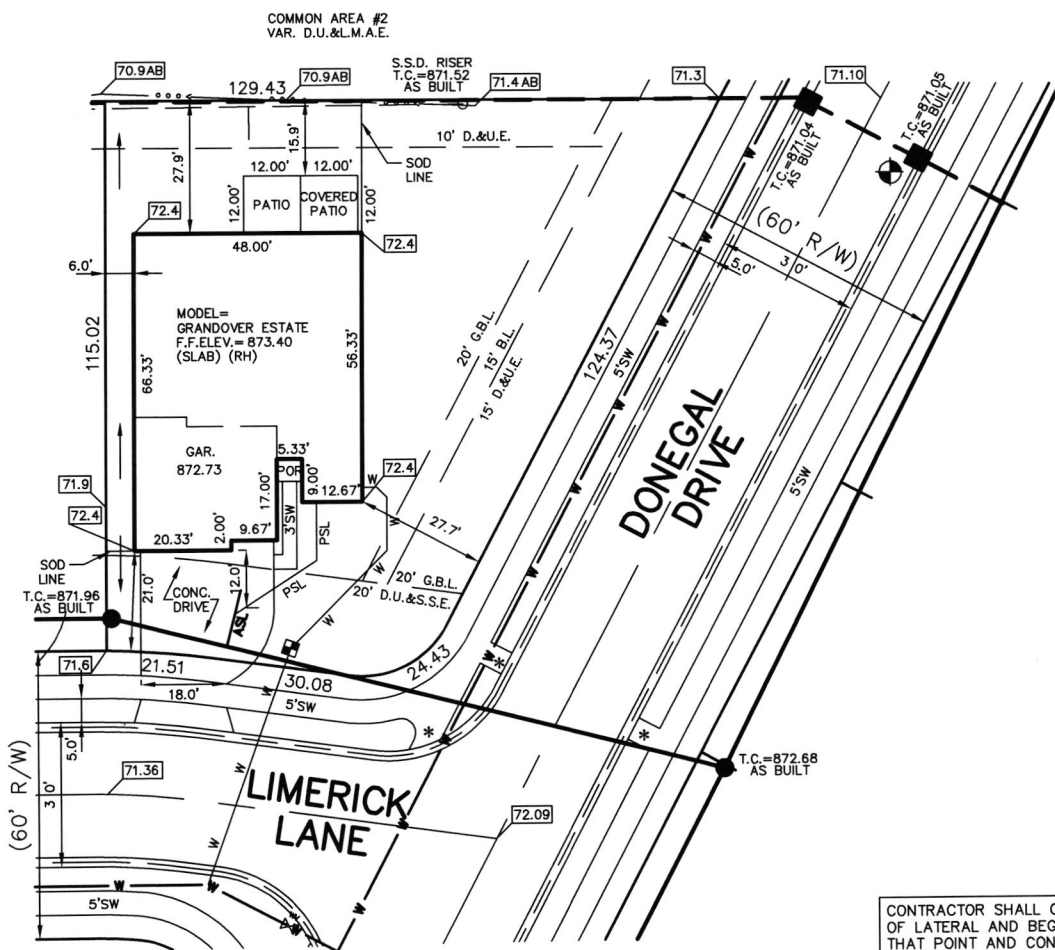 COMMON AREA #2
VAR. D.U.&L.M.A.E.
70.9AB
129.43
70.9AB
S.S.D. RISER
T.C.=871.52
AS BUILT
71.4AB
71.3
71.10
T.C.=871.05
AS BUILT
T.C.=871.04
AS BUILT
10' D.&U.E.
27.9'
15.9'
SOD
LINE
12.00'
12.00'
12.00'
PATIO
COVERED
PATIO
12.00'
72.4
48.00'
72.4
6.0'
(60' R/W)
3 0'
5.0'
MODEL=
GRANDOVER ESTATE
F.F.ELEV.= 873.40
(SLAB) (RH)
115.02
66.33'
56.33'
20' G.B.L.
15' B.L.
15' D.&U.E.
124.37
5'SW
DONEGAL
DRIVE
5'SW
GAR.
872.73
5.33'
POR
9.00'
12.67'
17.00'
3'SW
72.4
71.9
72.4
20.33'
2.00'
9.67'
PSL
27.7'
SOD
LINE
T.C.=871.96
AS BUILT
21.0'
CONC.
DRIVE
12.0'
ASL
PSL
20' G.B.L.
20' D.U.&S.S.E.
W
W
W
W
W
W
W
W
W
71.6
21.51
18.0'
30.08
24.43
5'SW
*
*
*
T.C.=872.68
AS BUILT
(60' R/W)
5.0'
3 0'
71.36
LIMERICK
LANE
72.09
W
W
W
W
W
W
W
W
5'SW
CONTRACTOR SHALL
OF LATERAL AND BEG
THAT POINT AND CON